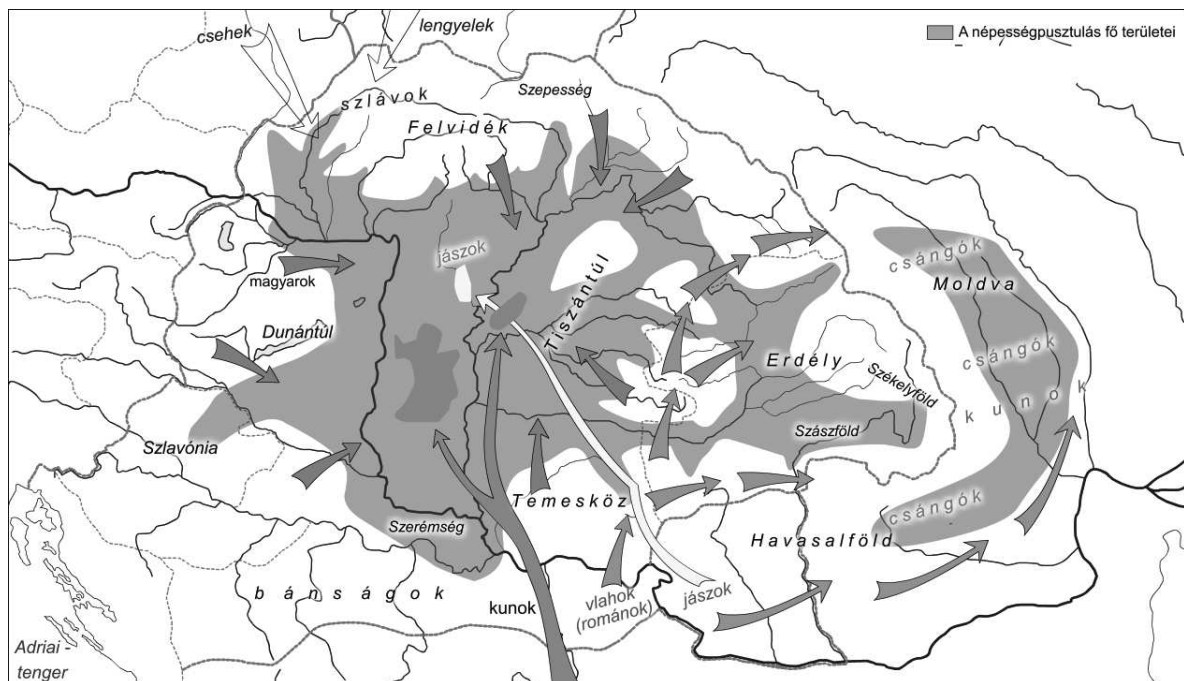 csehek
lengyelek
A népességpusztulás fő területei
Szepesség
szlávok
Felvidék
jászok
csángók
Moldva
magyarok
Tiszántúl
Dunántúl
csángók
Erdély
Székelyföld
kunok
Szlavónia
Szászföld
csángók
Temesköz
Szerémség
Havasalföld
bánságok
kunok
vlahok
(románok)
jászok
Adriai -
tenger